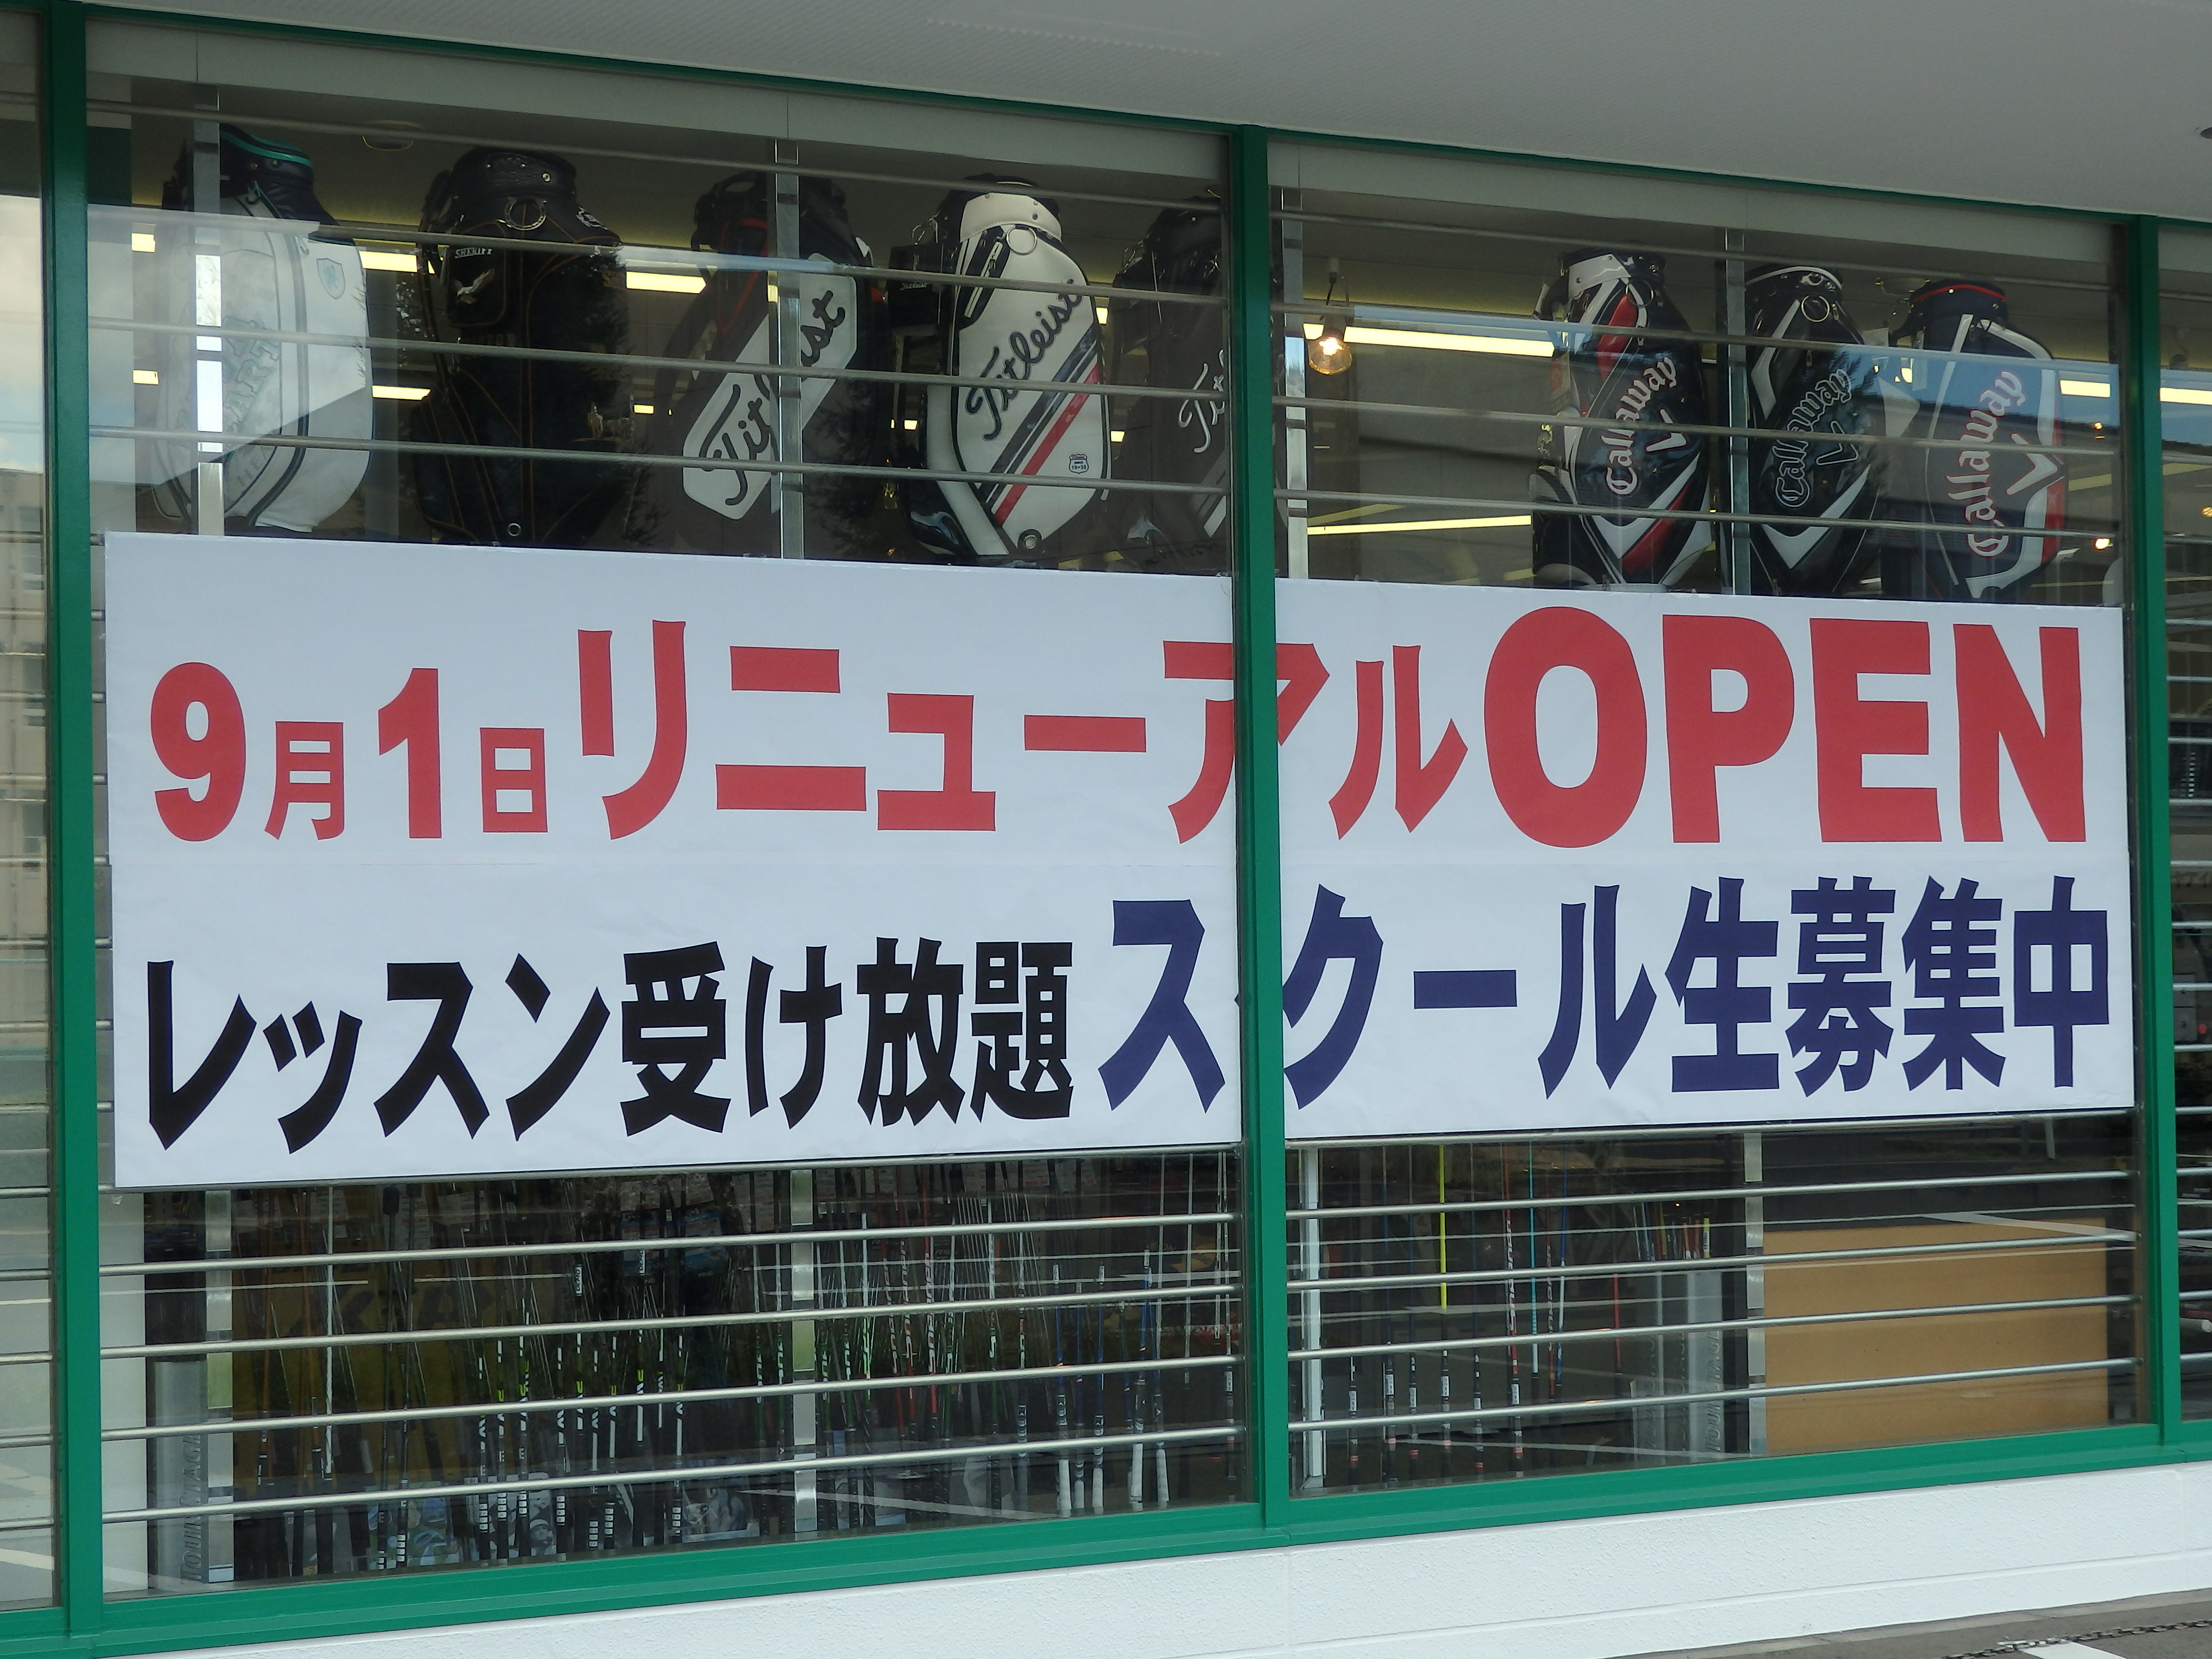 SHERIFF
Titleist
Titleist
Callaway
Callaway
Callaway
9月1日リニューアルOPEN
レッスン受け放題スクール生募集中